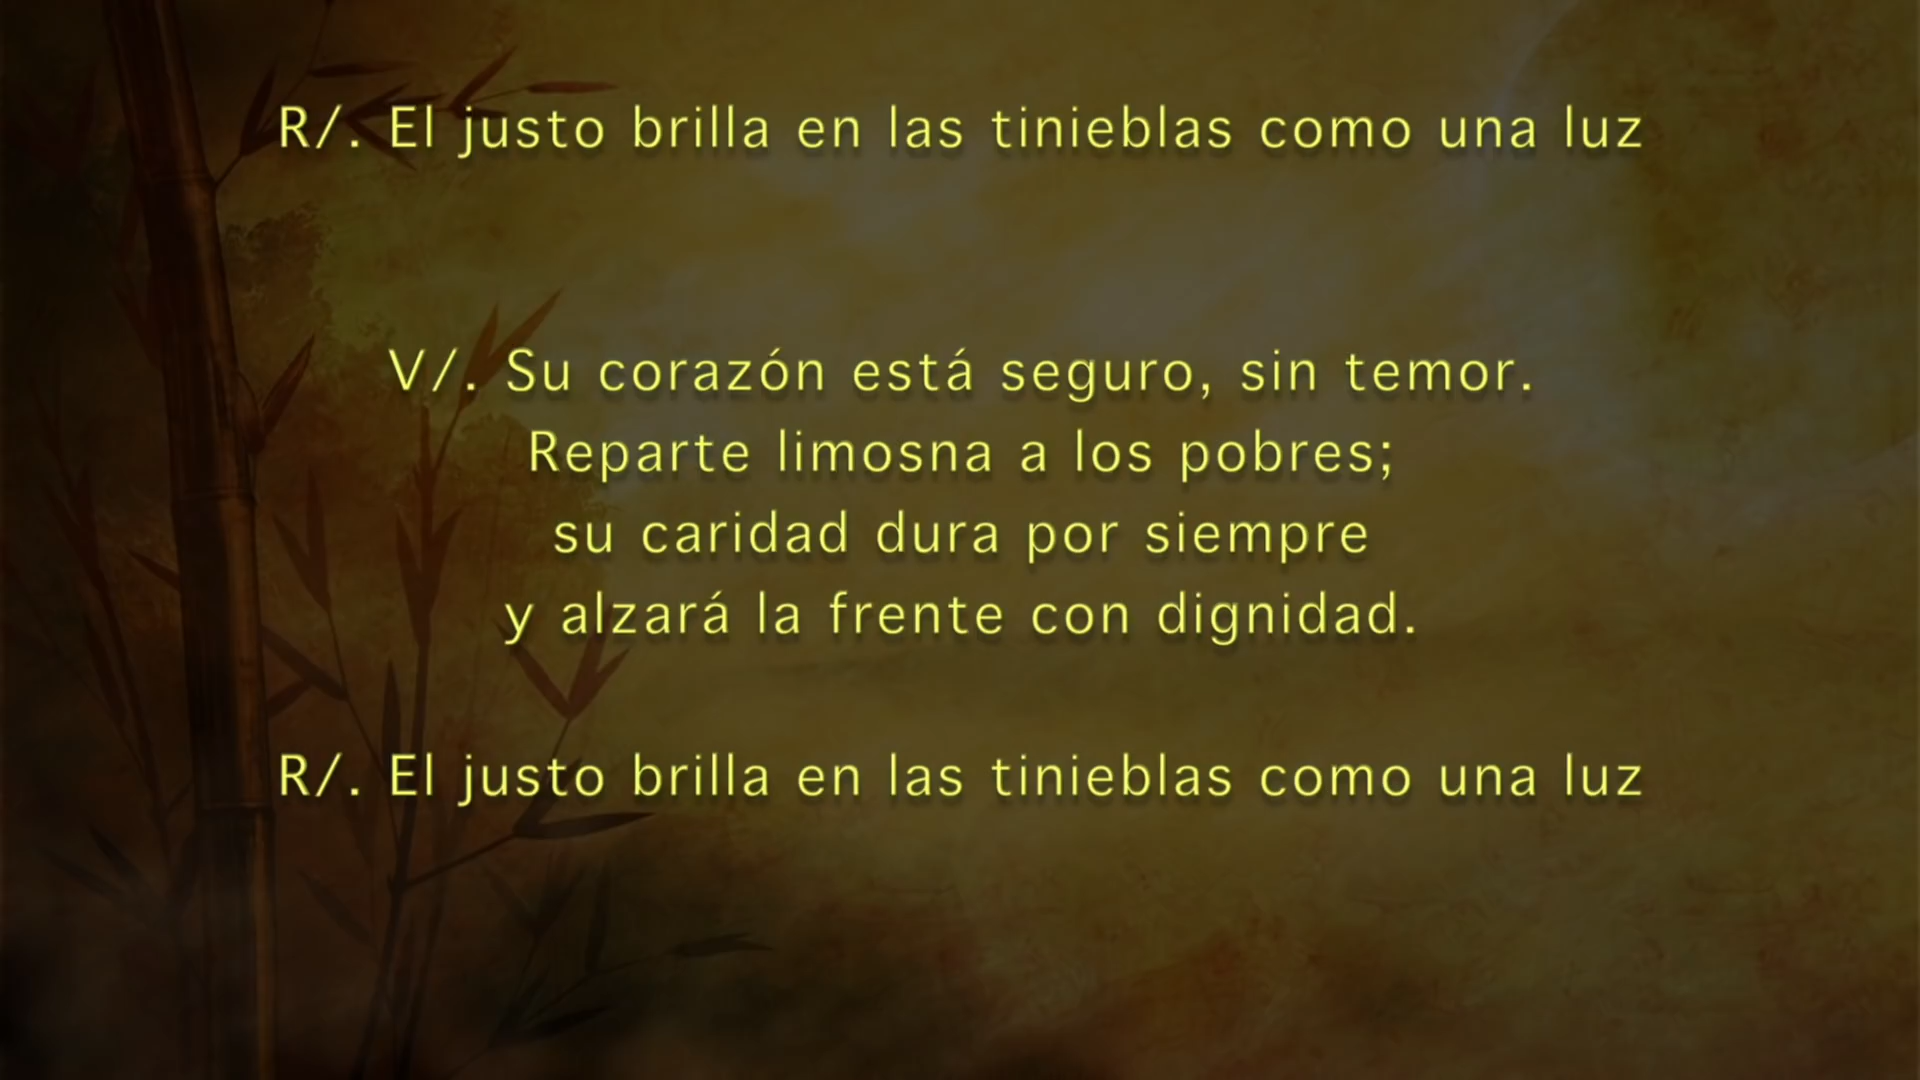 R/. El justo brilla en las tinieblas como una luz
V/. Su corazón está seguro, sin temor.
Reparte limosna a los pobres;
su caridad dura por siempre
y alzará la frente con dignidad.
R/. El justo brilla en las tinieblas como una luz